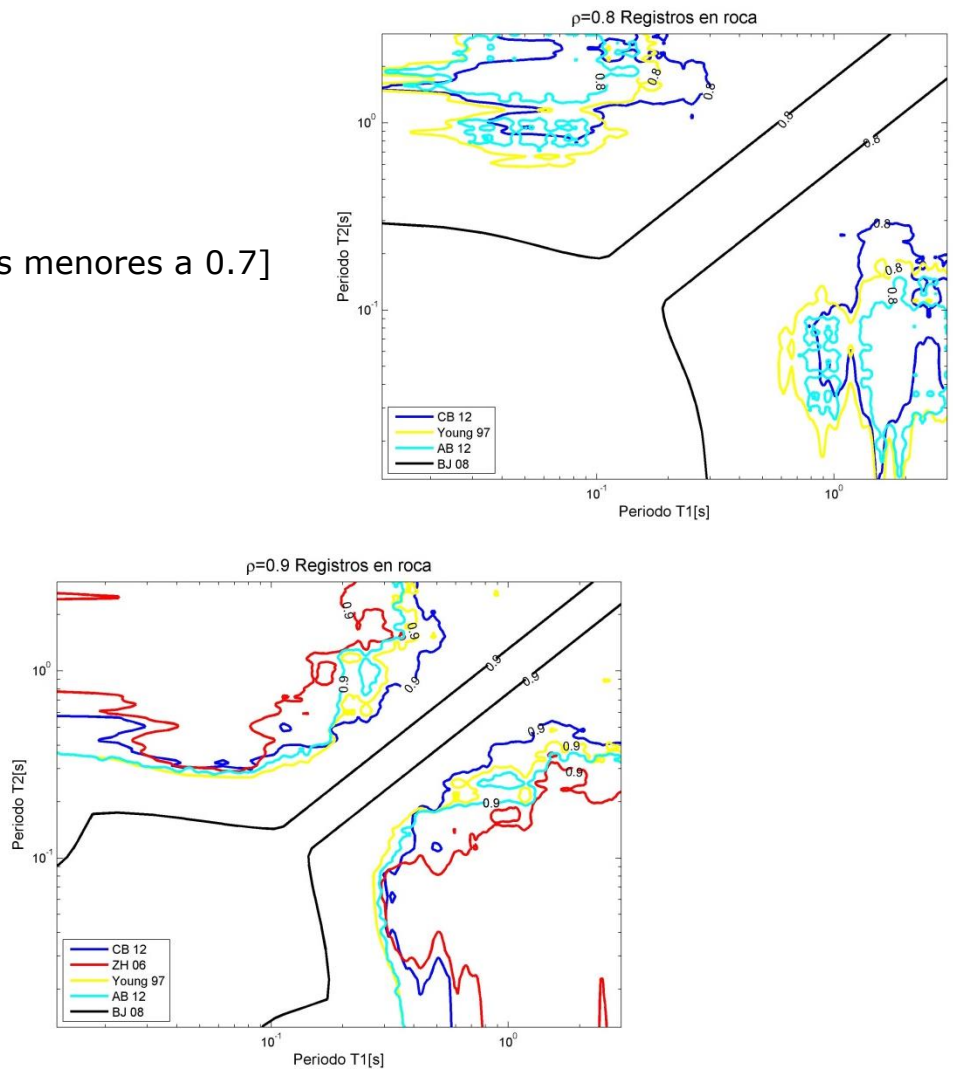 ρ=0.8 Registros en roca
s menores a 0.7]
Periodo T2[s]
10^0
10^-1
0.8
0.8
0.8
0.8
0.8
0.8
0.8
0.8
CB 12
Young 97
AB 12
BJ 08
10^-1
10^0
Periodo T1[s]
ρ=0.9 Registros en roca
Periodo T2[s]
10^0
10^-1
0.9
0.9
0.9
0.9
0.9
0.9
0.9
0.9
0.9
0.9
CB 12
ZH 06
Young 97
AB 12
BJ 08
10^-1
10^0
Periodo T1[s]